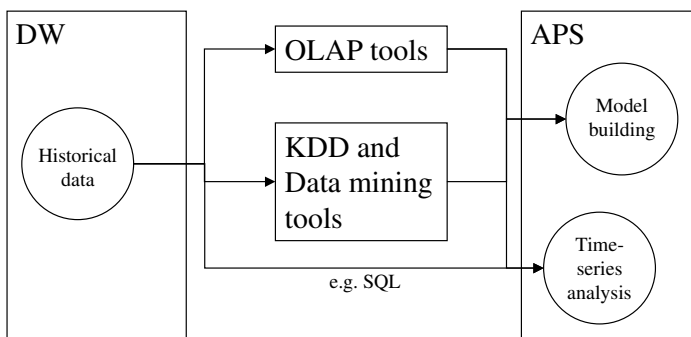 DW
Historical
data
OLAP tools
KDD and
Data mining
tools
e.g. SQL
APS
Model
building
Time-
series
analysis